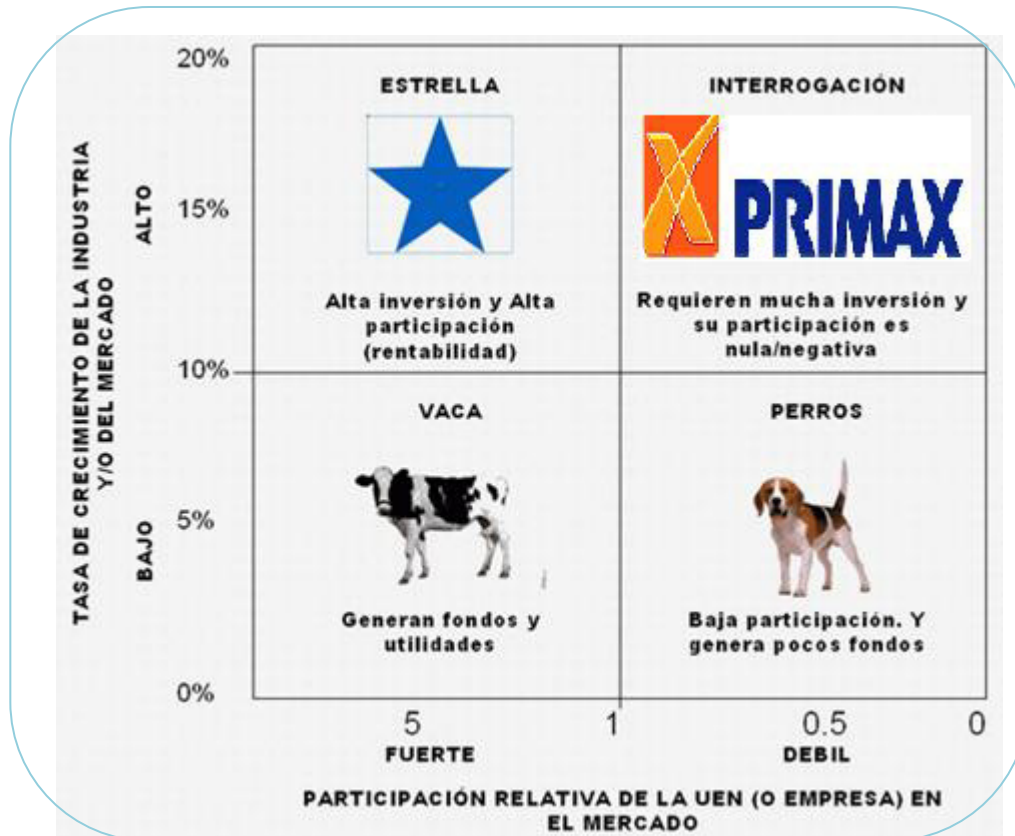 20%
ESTRELLA
INTERROGACIÓN
PRIMAX
ALTO
15%
Alta inversión y Alta
participación
(rentabilidad)
Requieren mucha inversión y
su participación es
nula/negativa
TASA DE CRECIMIENTO DE LA INDUSTRIA
Y/O DEL MERCADO
10%
VACA
PERROS
BAJO
5%
Generan fondos y
utilidades
Baja participación. Y
genera pocos fondos
0%
5
1
0.5
0
FUERTE
DEBIL
PARTICIPACIÓN RELATIVA DE LA UEN (O EMPRESA) EN
EL MERCADO